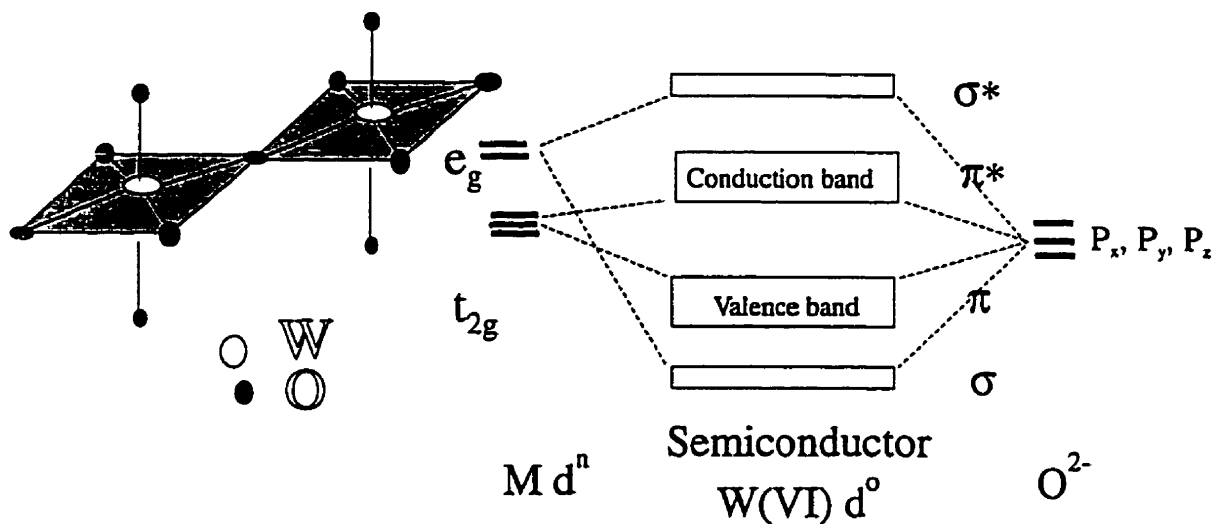 σ*
e_g
Conduction band
π*
P_x, P_y, P_z
t_2g
Valence band
π
W
O
σ
M d^n
Semiconductor
W(VI) d^o
O^2-